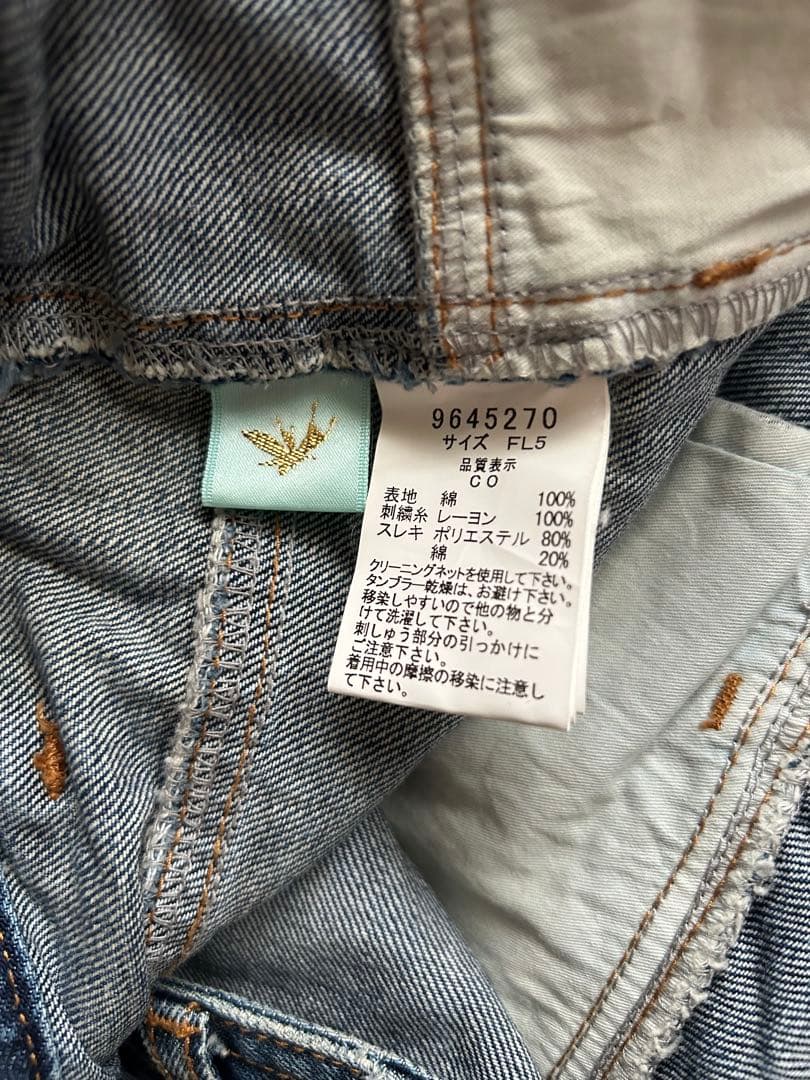 9645270
サイズ FL5
品質表示
CO
表地 綿 100%
刺繍糸 レーヨン 100%
スレキ ポリエステル 80%
綿 20%
クリーニングネットを使用して下さい。
タンブラー乾燥は、お避け下さい。
移染しやすいので他の物と分
けて洗濯して下さい。
刺しゅう部分の引っかけに
ご注意下さい。
着用中の摩擦の移染に注意し
て下さい。